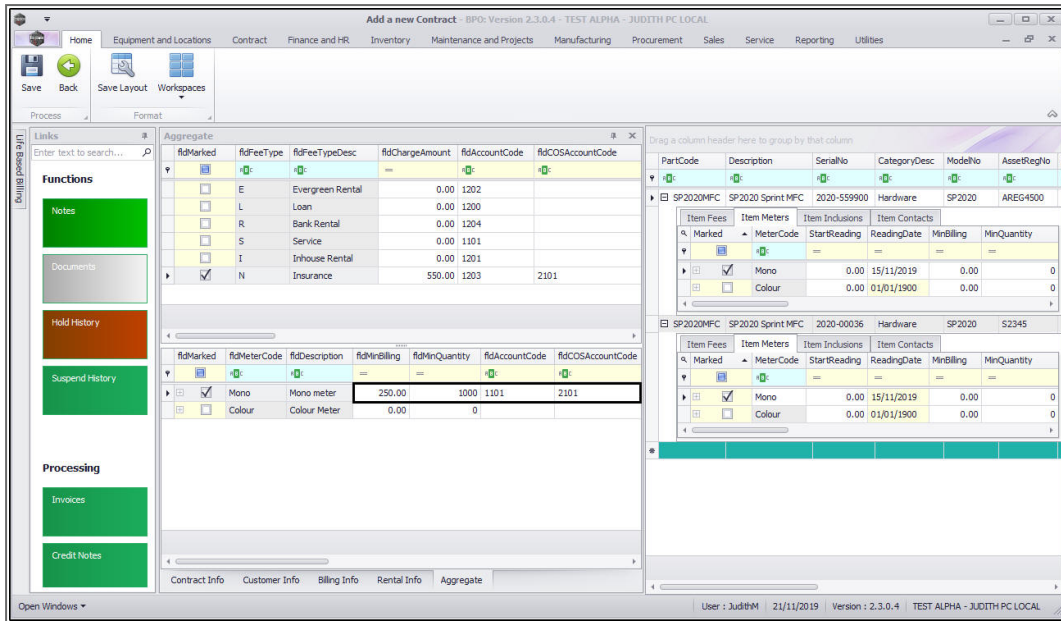 Add a new Contract - BPO: Version 2.3.0.4 - TEST ALPHA - JUDITH PC LOCAL
Home Equipment and Locations Contract Finance and HR Inventory Maintenance and Projects Manufacturing Procurement Sales Service Reporting Utilities
Save Back Save Layout Workspaces
Process Format
Life Based Billing
Links
Enter text to search...
Functions
Notes
Documents
Hold History
Suspend History
Processing
Invoices
Credit Notes
Aggregate
fldMarked fldFeeType fldFeeTypeDesc fldChargeAmount fldAccountCode fldCOSAccountCode
E Evergreen Rental 0.00 1202
L Loan 0.00 1200
R Bank Rental 0.00 1204
S Service 0.00 1101
I Inhouse Rental 0.00 1201
N Insurance 550.00 1203 2101
fldMarked fldMeterCode fldDescription fldMinBilling fldMinQuantity fldAccountCode fldCOSAccountCode
Mono Mono meter 250.00 1000 1101 2101
Colour Colour Meter 0.00 0
Contract Info Customer Info Billing Info Rental Info Aggregate
Drag a column header here to group by that column
PartCode Description SerialNo CategoryDesc ModelNo AssetRegNo
SP2020MFC SP2020 Sprint MFC 2020-559900 Hardware SP2020 AREG4500
Item Fees Item Meters Item Inclusions Item Contacts
Marked MeterCode StartReading ReadingDate MinBilling MinQuantity
Mono 0.00 15/11/2019 0.00 0
Colour 0.00 01/01/1900 0.00 0
SP2020MFC SP2020 Sprint MFC 2020-00036 Hardware SP2020 S2345
Item Fees Item Meters Item Inclusions Item Contacts
Marked MeterCode StartReading ReadingDate MinBilling MinQuantity
Mono 0.00 15/11/2019 0.00 0
Colour 0.00 01/01/1900 0.00 0
Open Windows User : JudithM 21/11/2019 Version : 2.3.0.4 TEST ALPHA - JUDITH PC LOCAL